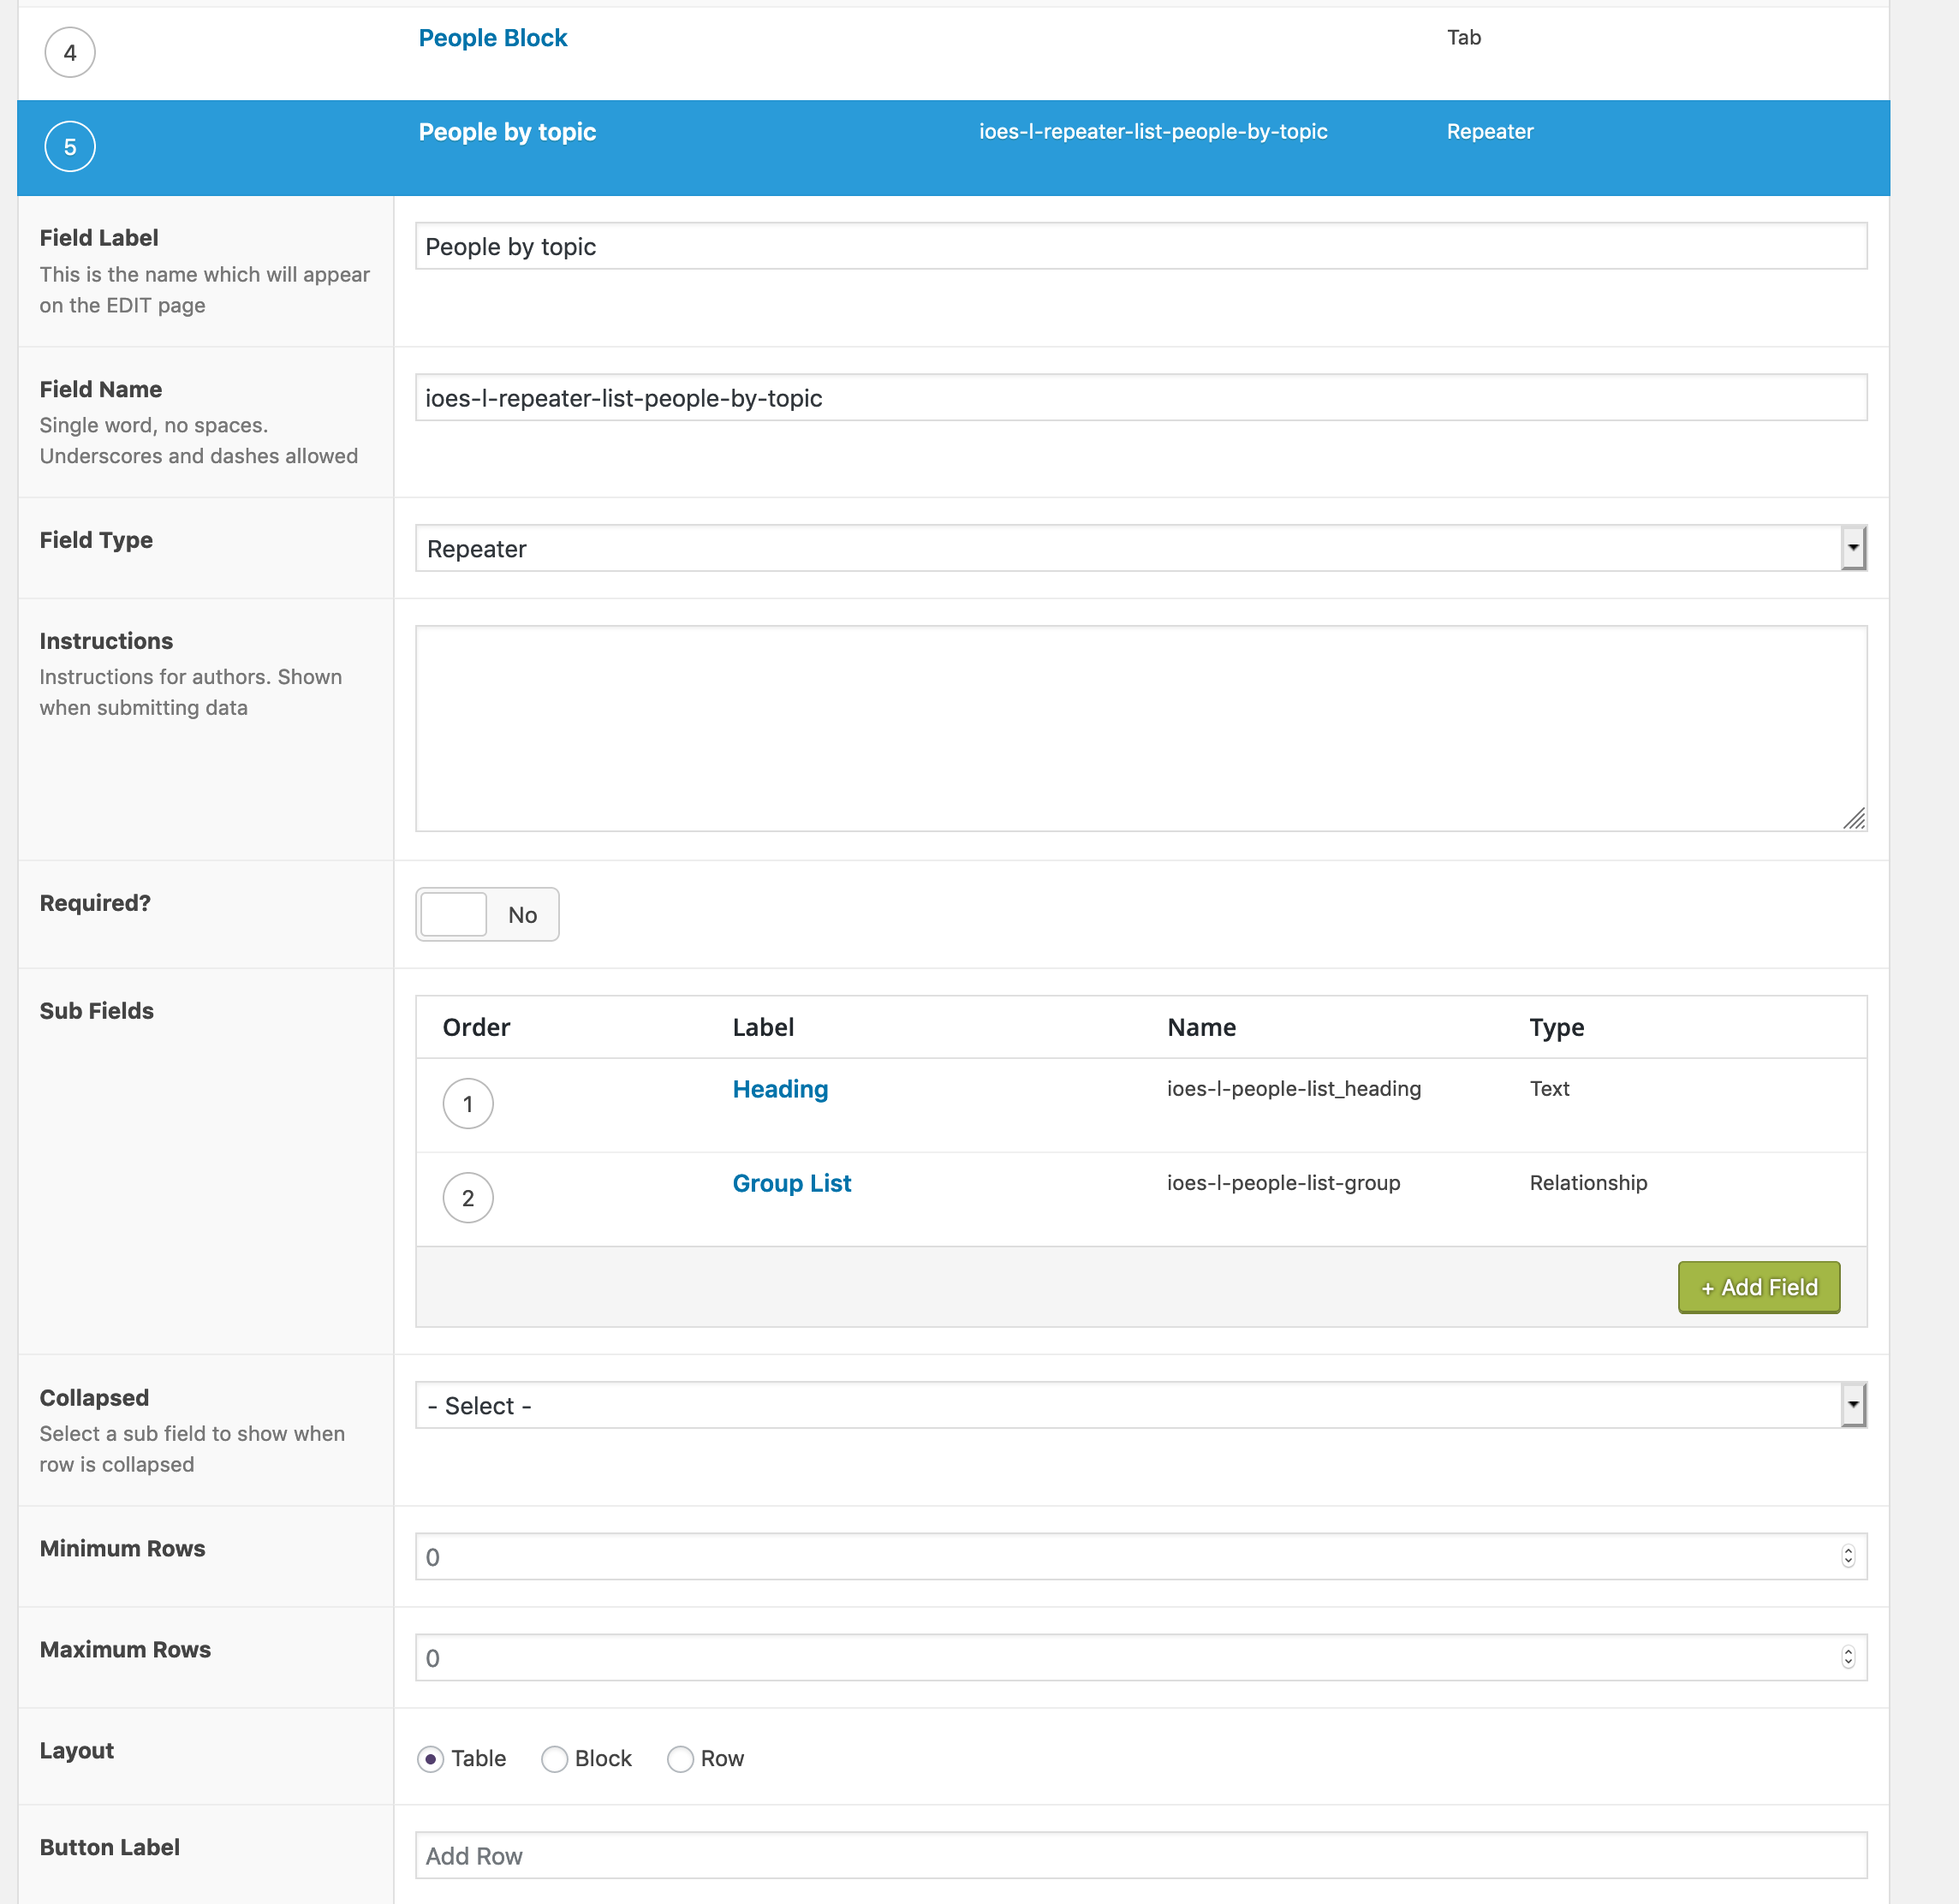 4 People Block Tab
5 People by topic ioes-l-repeater-list-people-by-topic Repeater
Field Label
This is the name which will appear
on the EDIT page
People by topic
Field Name
Single word, no spaces.
Underscores and dashes allowed
ioes-l-repeater-list-people-by-topic
Field Type
Repeater
Instructions
Instructions for authors. Shown
when submitting data
Required?
No
Sub Fields
Order Label Name Type
1 Heading ioes-l-people-list_heading Text
2 Group List ioes-l-people-list-group Relationship
+ Add Field
Collapsed
Select a sub field to show when
row is collapsed
- Select -
Minimum Rows
0
Maximum Rows
0
Layout
Table Block Row
Button Label
Add Row